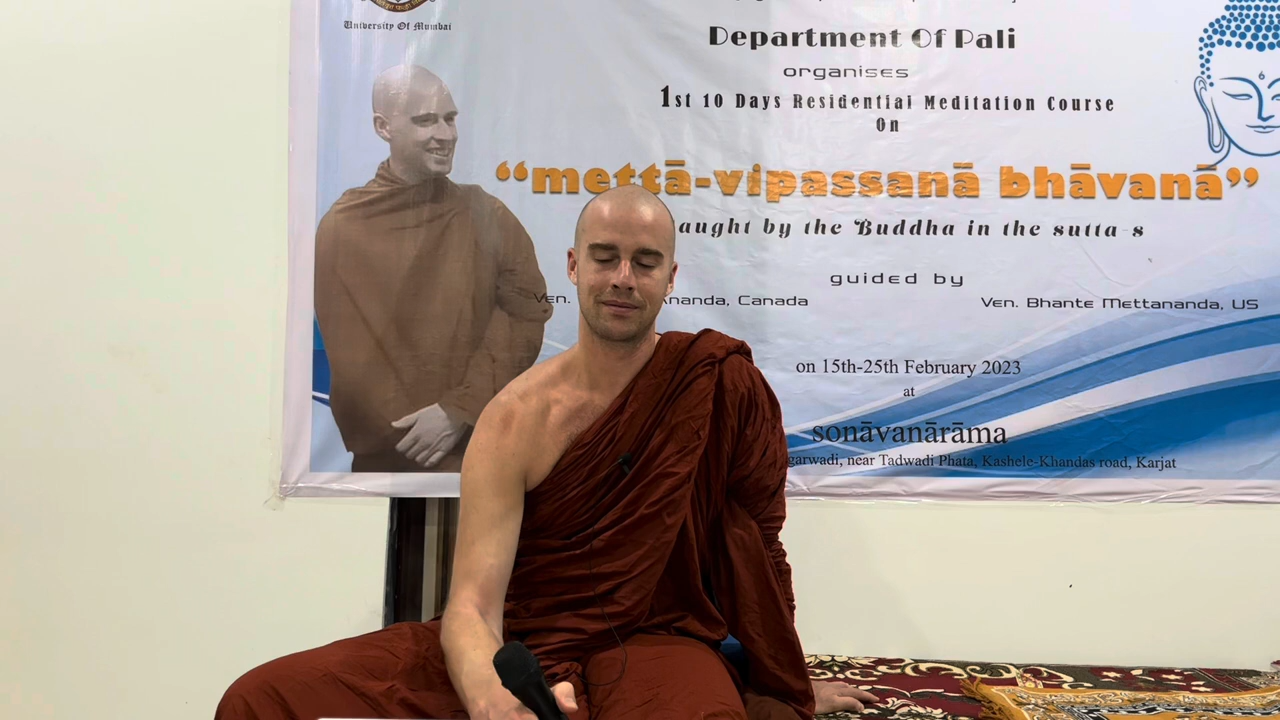 University Of Mumbai
Department Of Pali
organises
1st 10 Days Residential Meditation Course
On
“mettā-vipassanā bhāvanā”
aught by the Buddha in the sutta-s
guided by
Ven. nanda, Canada
Ven. Bhante Mettananda, US
on 15th-25th February 2023
at
sonāvanārāma
garwadi, near Tadwadi Phata, Kashele-Khandas road, Karjat